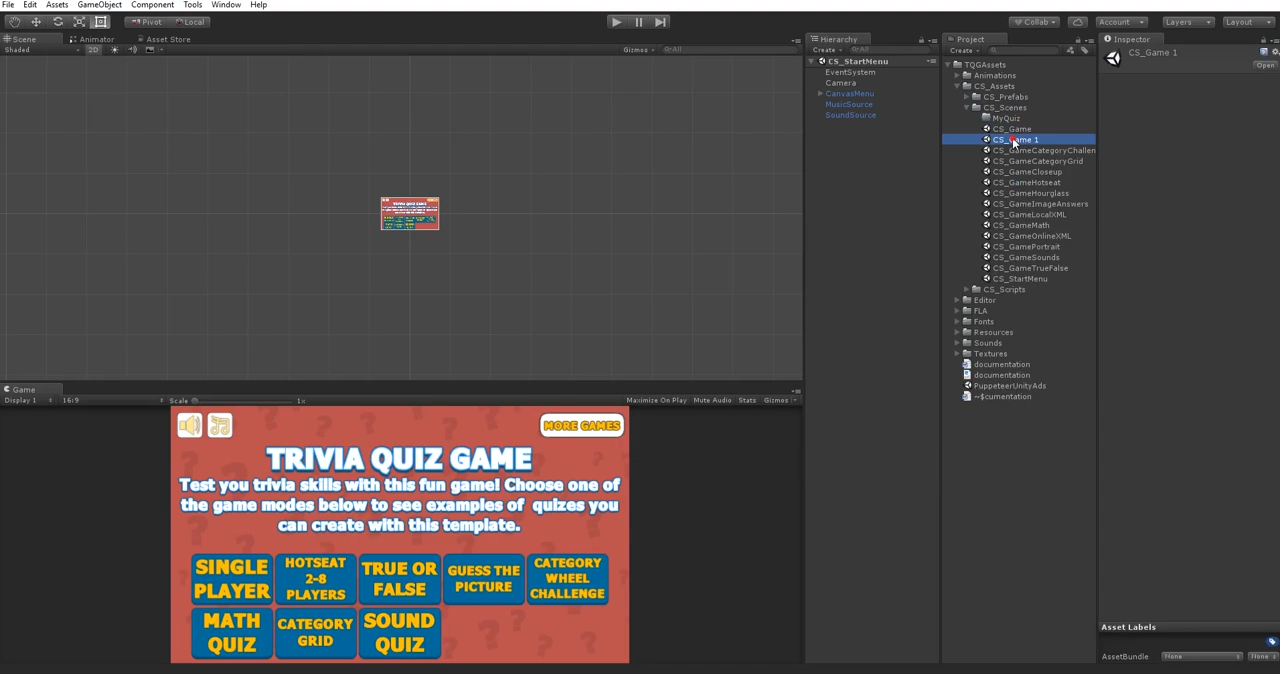 File Edit Assets GameObject Component Tools Window Help
Pivot Local Collab Account Layers Layout
Scene Animator Asset Store
Shaded 2D Gizmos All
Hierarchy
Create All
CS_StartMenu
EventSystem
Camera
CanvasMenu
MusicSource
SoundSource
Project
Create
TQGAssets
Animations
CS_Assets
CS_Prefabs
CS_Scenes
MyQuiz
CS_Game
CS_Game 1
CS_GameCategoryChallen
CS_GameCategoryGrid
CS_GameCloseup
CS_GameHotseat
CS_GameHourglass
CS_GameImageAnswers
CS_GameLocalXML
CS_GameMath
CS_GameOnlineXML
CS_GamePortrait
CS_GameSounds
CS_GameTrueFalse
CS_StartMenu
CS_Scripts
Editor
FLA
Fonts
Resources
Sounds
Textures
documentation
documentation
PuppeteerUnityAds
~$cumentation
Inspector
CS_Game 1
Open
Asset Labels
AssetBundle None None
Game
Display 1 16:9 Scale 1x Maximize On Play Mute Audio Stats Gizmos
MORE GAMES
TRIVIA QUIZ GAME
Test you trivia skills with this fun game! Choose one of
the game modes below to see examples of quizes you
can create with this template.
SINGLE
PLAYER
HOTSEAT
2-8
PLAYERS
TRUE OR
FALSE
GUESS THE
PICTURE
CATEGORY
WHEEL
CHALLENGE
MATH
QUIZ
CATEGORY
GRID
SOUND
QUIZ